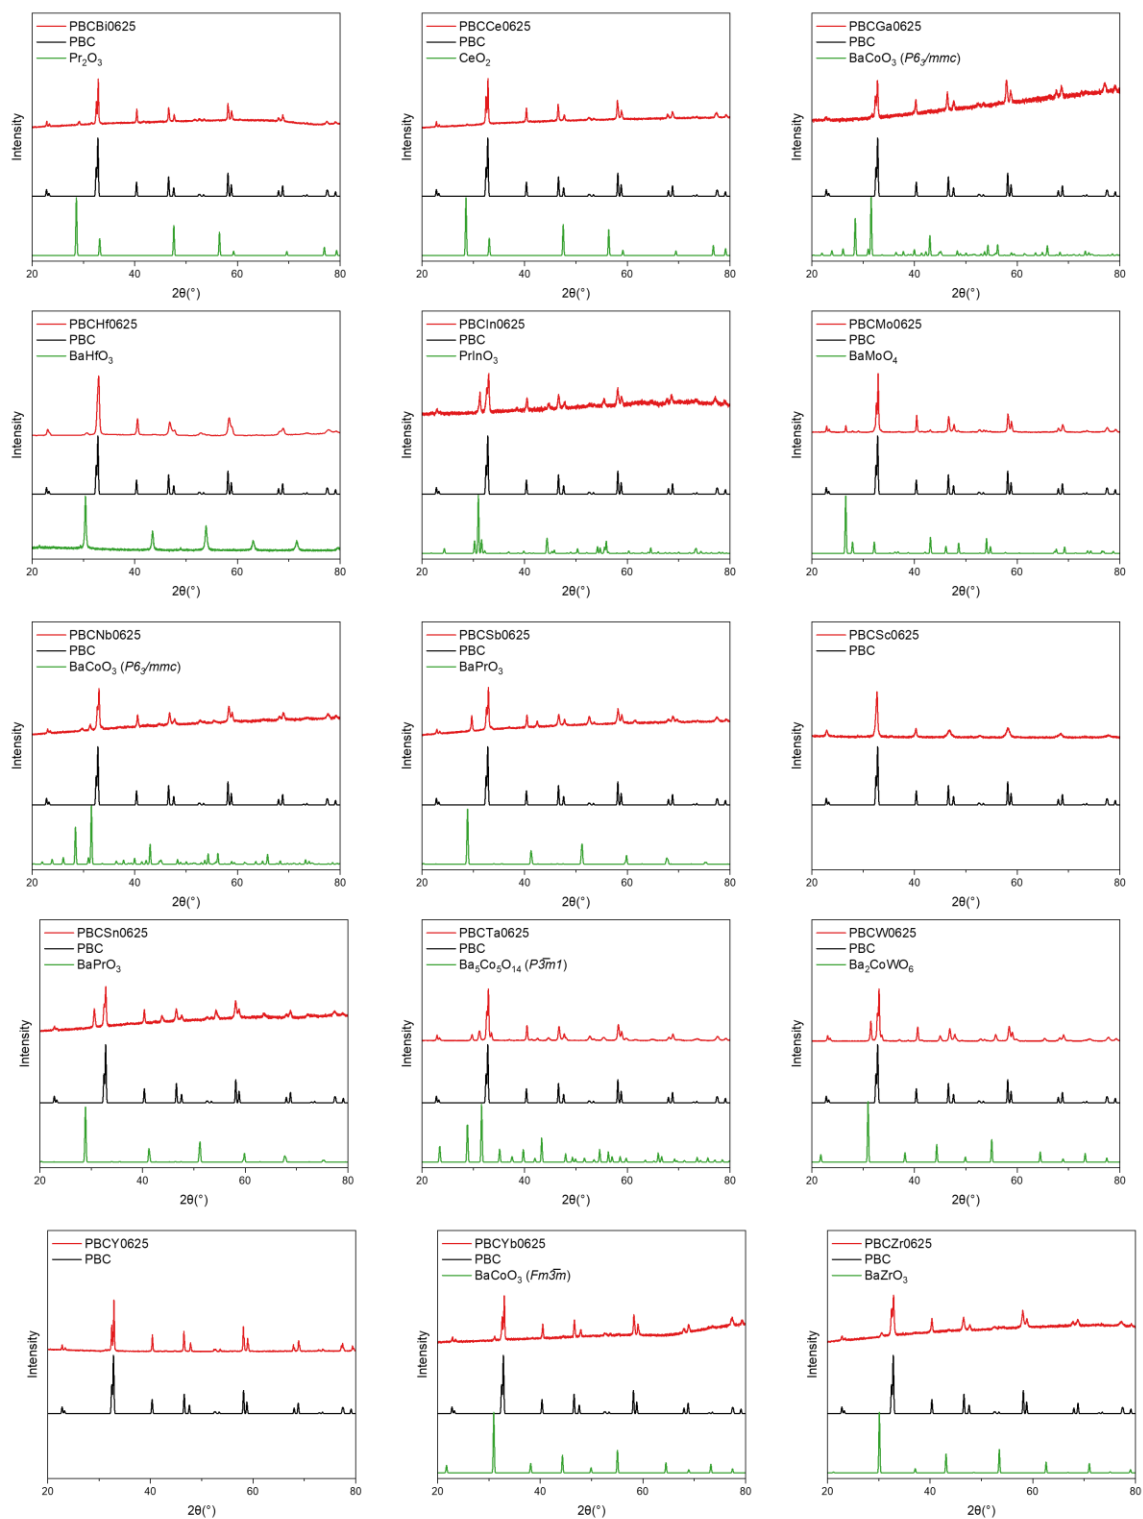 PBCBi0625
PBC
Pr₂O₃
Intensity
20 40 60 80
2θ(°)
PBCCe0625
PBC
CeO₂
Intensity
20 40 60 80
2θ(°)
PBCGa0625
PBC
BaCoO₃ (P6₃/mmc)
Intensity
20 40 60 80
2θ(°)
PBCHf0625
PBC
BaHfO₃
Intensity
20 40 60 80
2θ(°)
PBCIn0625
PBC
PrInO₃
Intensity
20 40 60 80
2θ(°)
PBCMo0625
PBC
BaMoO₄
Intensity
20 40 60 80
2θ(°)
PBCNb0625
PBC
BaCoO₃ (P6₃/mmc)
Intensity
20 40 60 80
2θ(°)
PBCSb0625
PBC
BaPrO₃
Intensity
20 40 60 80
2θ(°)
PBCSc0625
PBC
Intensity
20 40 60 80
2θ(°)
PBCSn0625
PBC
BaPrO₃
Intensity
20 40 60 80
2θ(°)
PBCTa0625
PBC
Ba₅Co₅O₁₄ (P3̅m1)
Intensity
20 40 60 80
2θ(°)
PBCW0625
PBC
Ba₂CoWO₆
Intensity
20 40 60 80
2θ(°)
PBCY0625
PBC
Intensity
20 40 60 80
2θ(°)
PBCYb0625
PBC
BaCoO₃ (Fm3̅m)
Intensity
20 40 60 80
2θ(°)
PBCZr0625
PBC
BaZrO₃
Intensity
20 40 60 80
2θ(°)